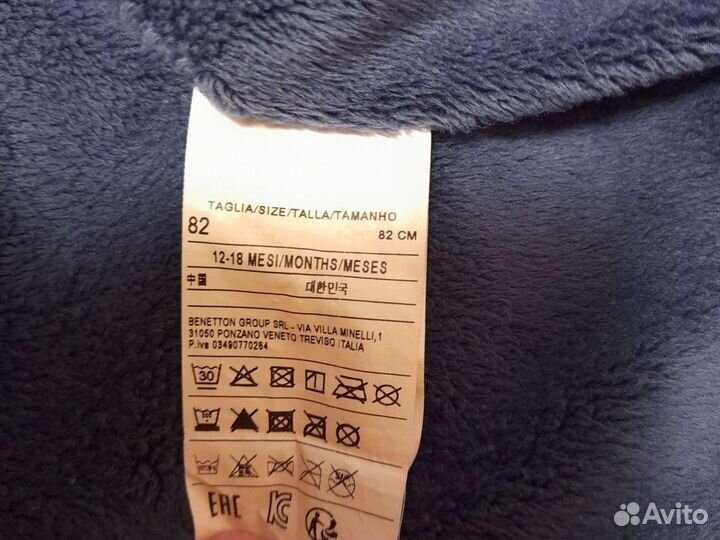 TAGLIA/SIZE/TALLA/TAMANHO
82 82 CM
12-18 MESI/MONTHS/MESES
中国 대한민국
BENETTON GROUP SRL - VIA VILLA MINELLI,1
31050 PONZANO VENETO TREVISO ITALIA
P.iva 03490770264
30
EAC KC
Avito